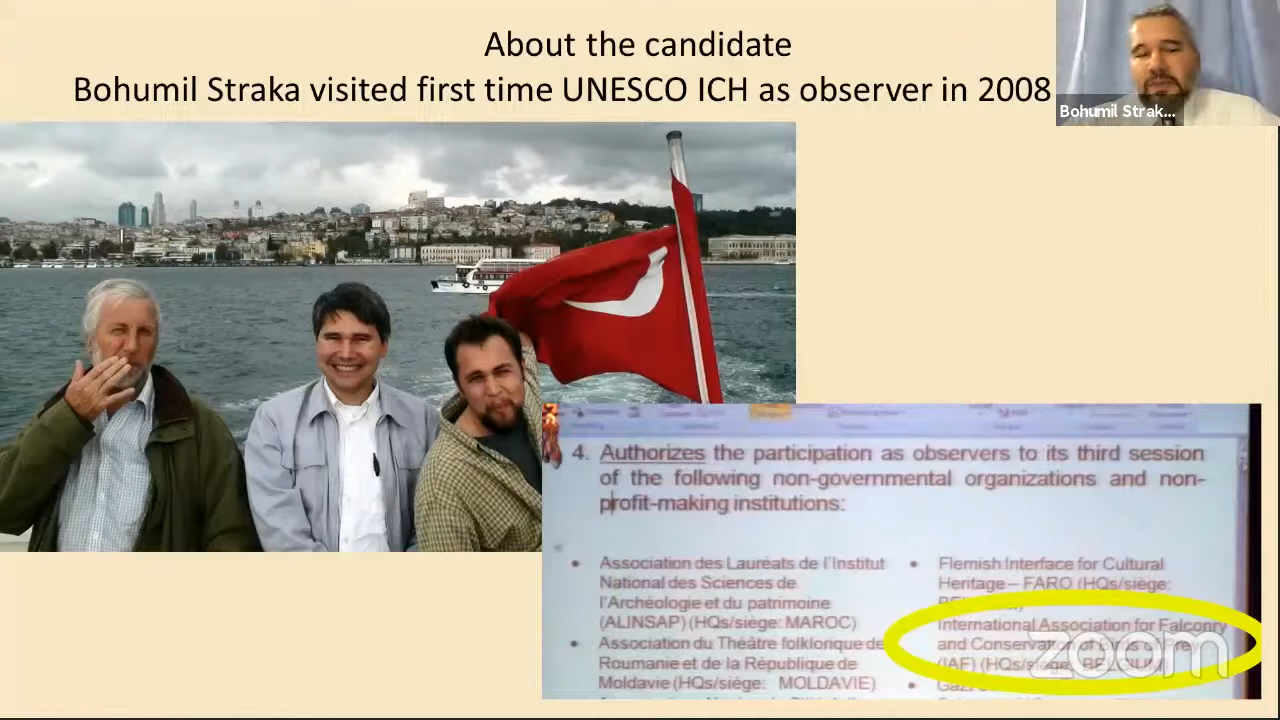 About the candidate
Bohumil Straka visited first time UNESCO ICH as observer in 2008
Bohumil Strak...
4. Authorizes the participation as observers to its third session
of the following non-governmental organizations and non-
profit-making institutions:
• Association des Lauréats de l'Institut
National des Sciences de
l'Archéologie et du patrimoine
(ALINSAP) (HQs/siège: MAROC)
• Association du Théâtre folklorique de
Roumanie et de la République de
Moldavie (HQs/siège: MOLDAVIE)
• Flemish Interface for Cultural
Heritage – FARO (HQs/siège:
International Association for Falconry
and Conservation of
(IAF) (HQs/siège: BELGIUM)
zoom